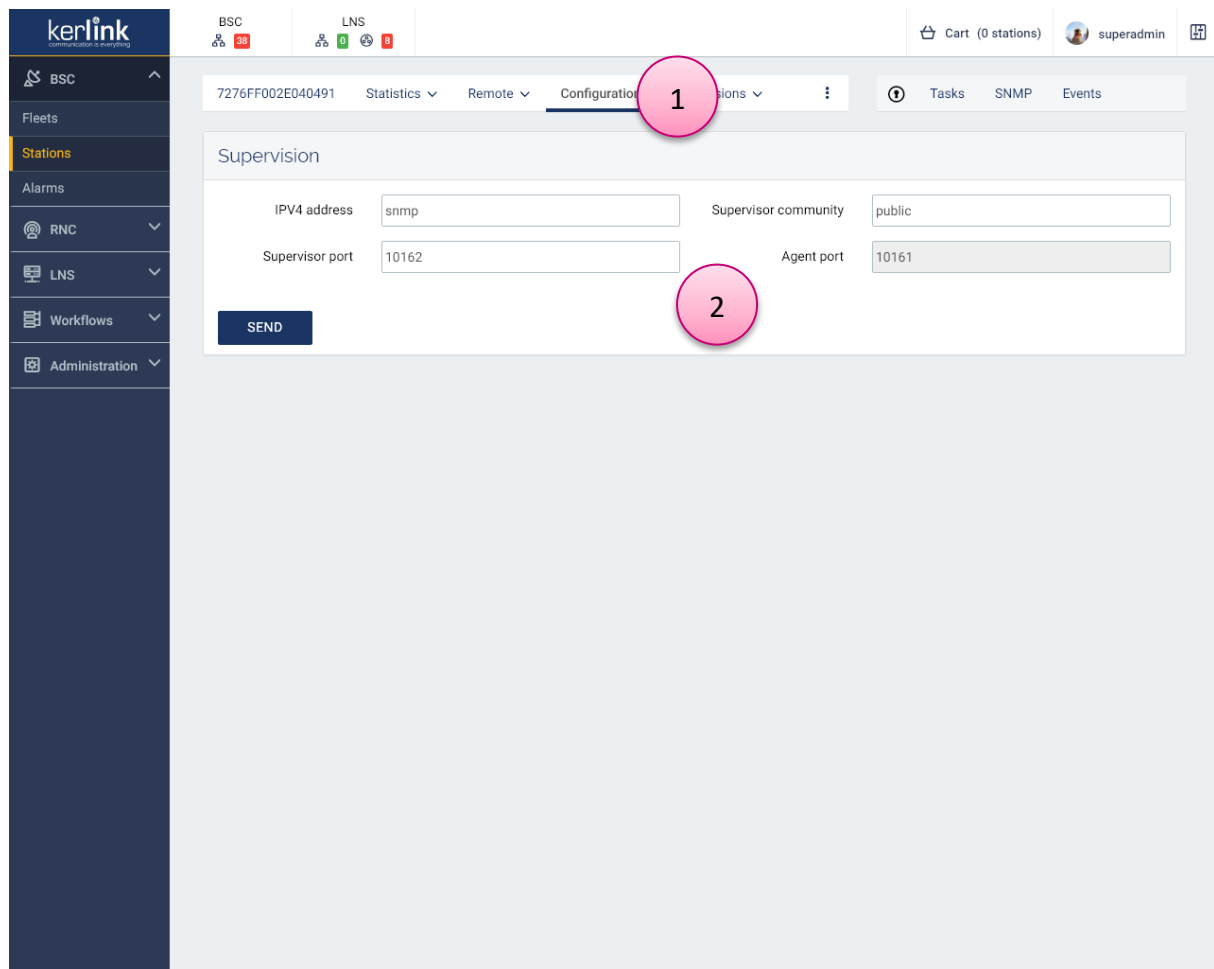 kerlink
communication is everything
BSC
38
LNS
0
8
Cart (0 stations)
superadmin
BSC
Fleets
Stations
Alarms
RNC
LNS
Workflows
Administration
7276FF002E040491
Statistics
Remote
Configuration
1
sions
Tasks
SNMP
Events
Supervision
IPV4 address
snmp
Supervisor community
public
Supervisor port
10162
Agent port
10161
2
SEND